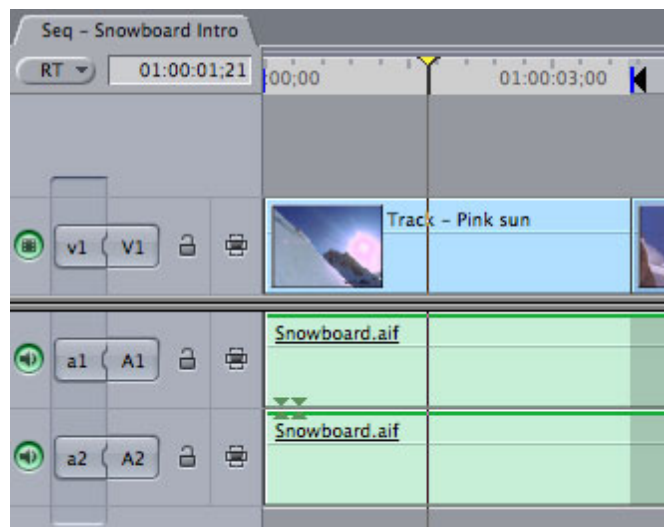 Seq - Snowboard Intro
RT 01:00:01;21 :00;00 01:00:03;00
Track - Pink sun
v1 V1
Snowboard.aif
a1 A1
Snowboard.aif
a2 A2